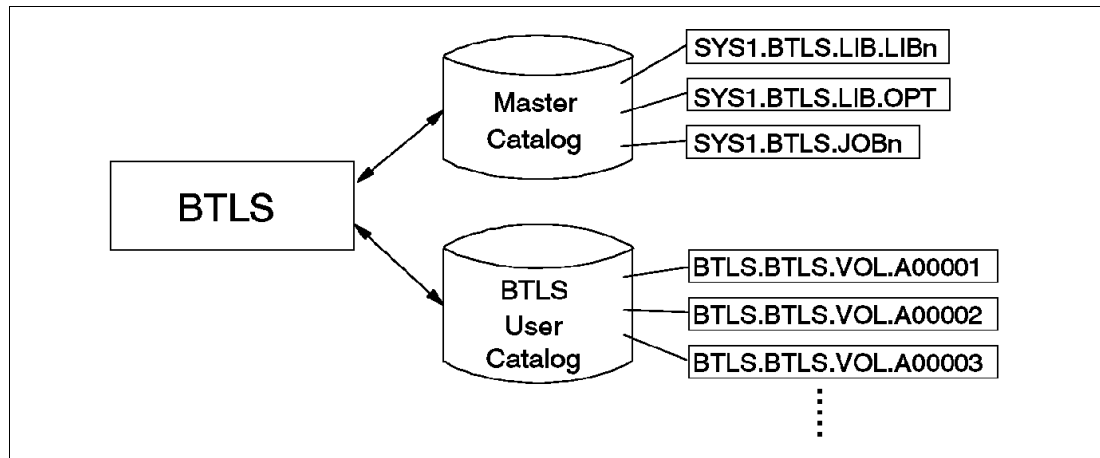 BTLS
Master
Catalog
SYS1.BTLS.LIB.LIBn
SYS1.BTLS.LIB.OPT
SYS1.BTLS.JOBn
BTLS
User
Catalog
BTLS.BTLS.VOL.A00001
BTLS.BTLS.VOL.A00002
BTLS.BTLS.VOL.A00003